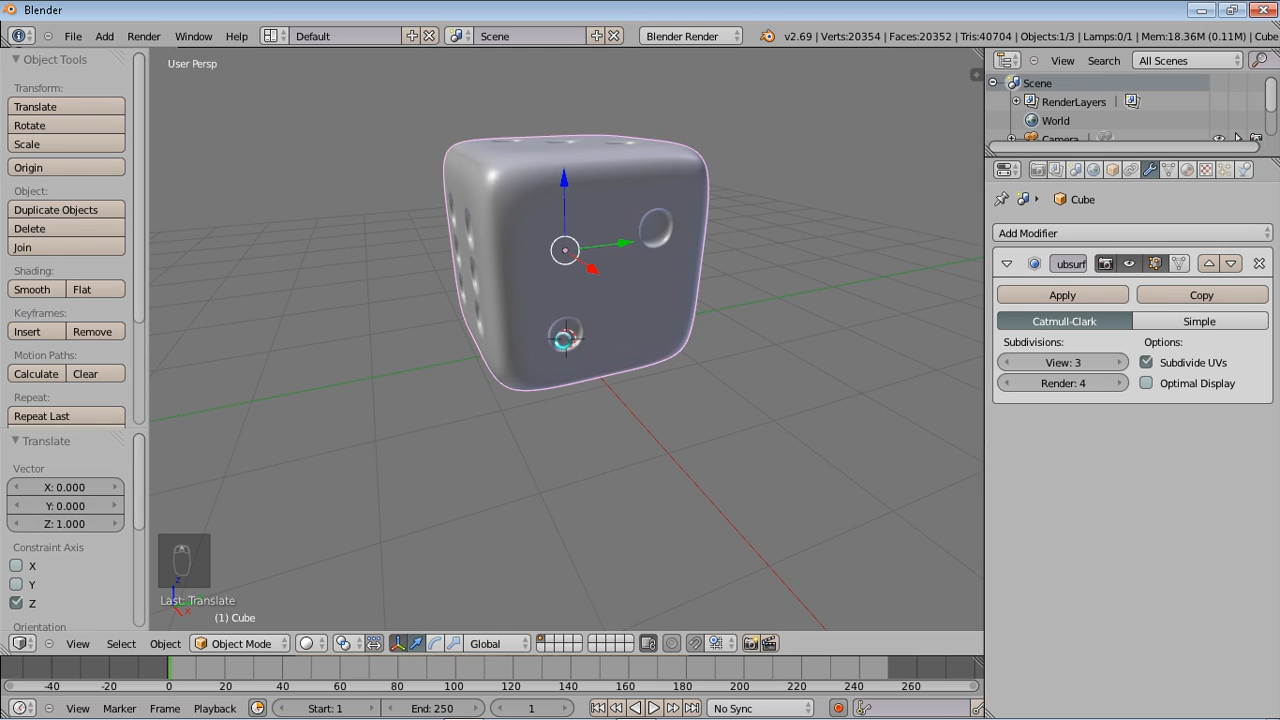 Blender
File Add Render Window Help Default Scene Blender Render v2.69 | Verts:20354 | Faces:20352 | Tris:40704 | Objects:1/3 | Lamps:0/1 | Mem:18.36M (0.11M) | Cube
Object Tools
Transform:
Translate
Rotate
Scale
Origin
Object:
Duplicate Objects
Delete
Join
Shading:
Smooth Flat
Keyframes:
Insert Remove
Motion Paths:
Calculate Clear
Repeat:
Repeat Last
Translate
Vector
X: 0.000
Y: 0.000
Z: 1.000
Constraint Axis
X
Y
Z
Orientation
User Persp
z
x
Last: Translate
(1) Cube
View Select Object Object Mode Global
-40 -20 0 20 40 60 80 100 120 140 160 180 200 220 240 260
View Marker Frame Playback Start: 1 End: 250 1 No Sync
View Search All Scenes
Scene
RenderLayers
World
Camera
Cube
Add Modifier
ubsurf
Apply Copy
Catmull-Clark Simple
Subdivisions: Options:
View: 3 Subdivide UVs
Render: 4 Optimal Display